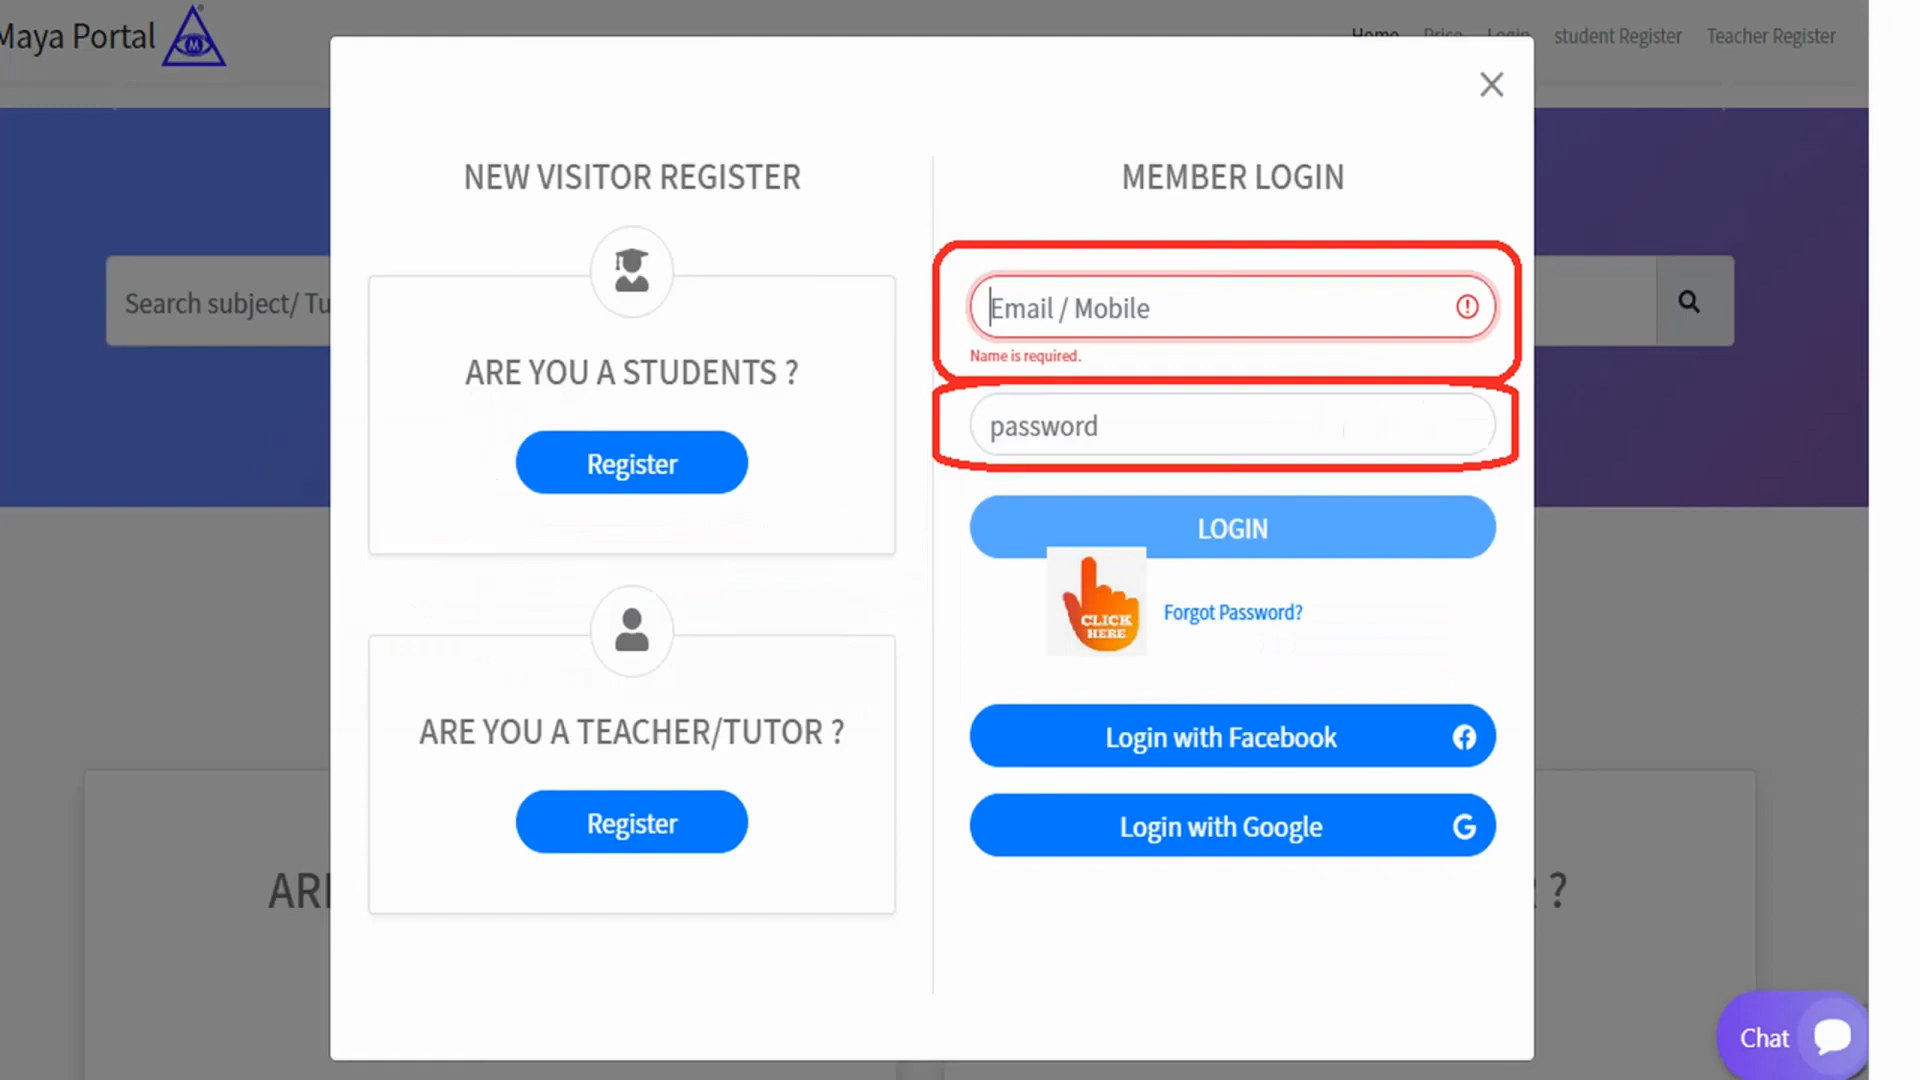 Maya Portal
M
Home Price Login student Register Teacher Register
Search subject/ Tu
NEW VISITOR REGISTER
ARE YOU A STUDENTS ?
Register
ARE YOU A TEACHER/TUTOR ?
Register
MEMBER LOGIN
Email / Mobile
Name is required.
password
LOGIN
CLICK
HERE
Forgot Password?
Login with Facebook
Login with Google
?
Chat